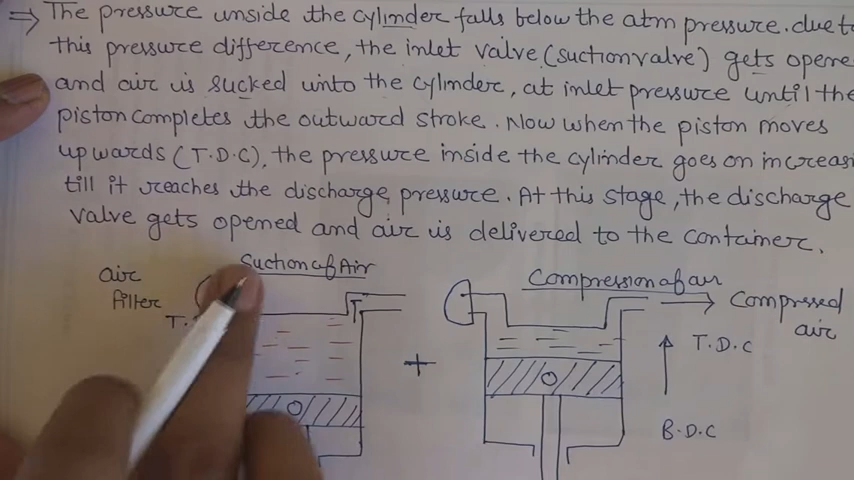 ⇒ The pressure unside the cylinder falls below the atm pressure. due to
this pressure difference, the inlet valve (suction valve) gets opene
and air is sucked unto the cylinder, at inlet pressure until the
piston completes the outward stroke. Now when the piston moves
upwards (T.D.C), the pressure inside the cylinder goes on increasi
till it reaches the discharge pressure. At this stage, the discharge
valve gets opened and air is delivered to the container.
Suction of Air
air
filter
T.
Compression of air
Compressed
air
+
T.D.C
B.D.C